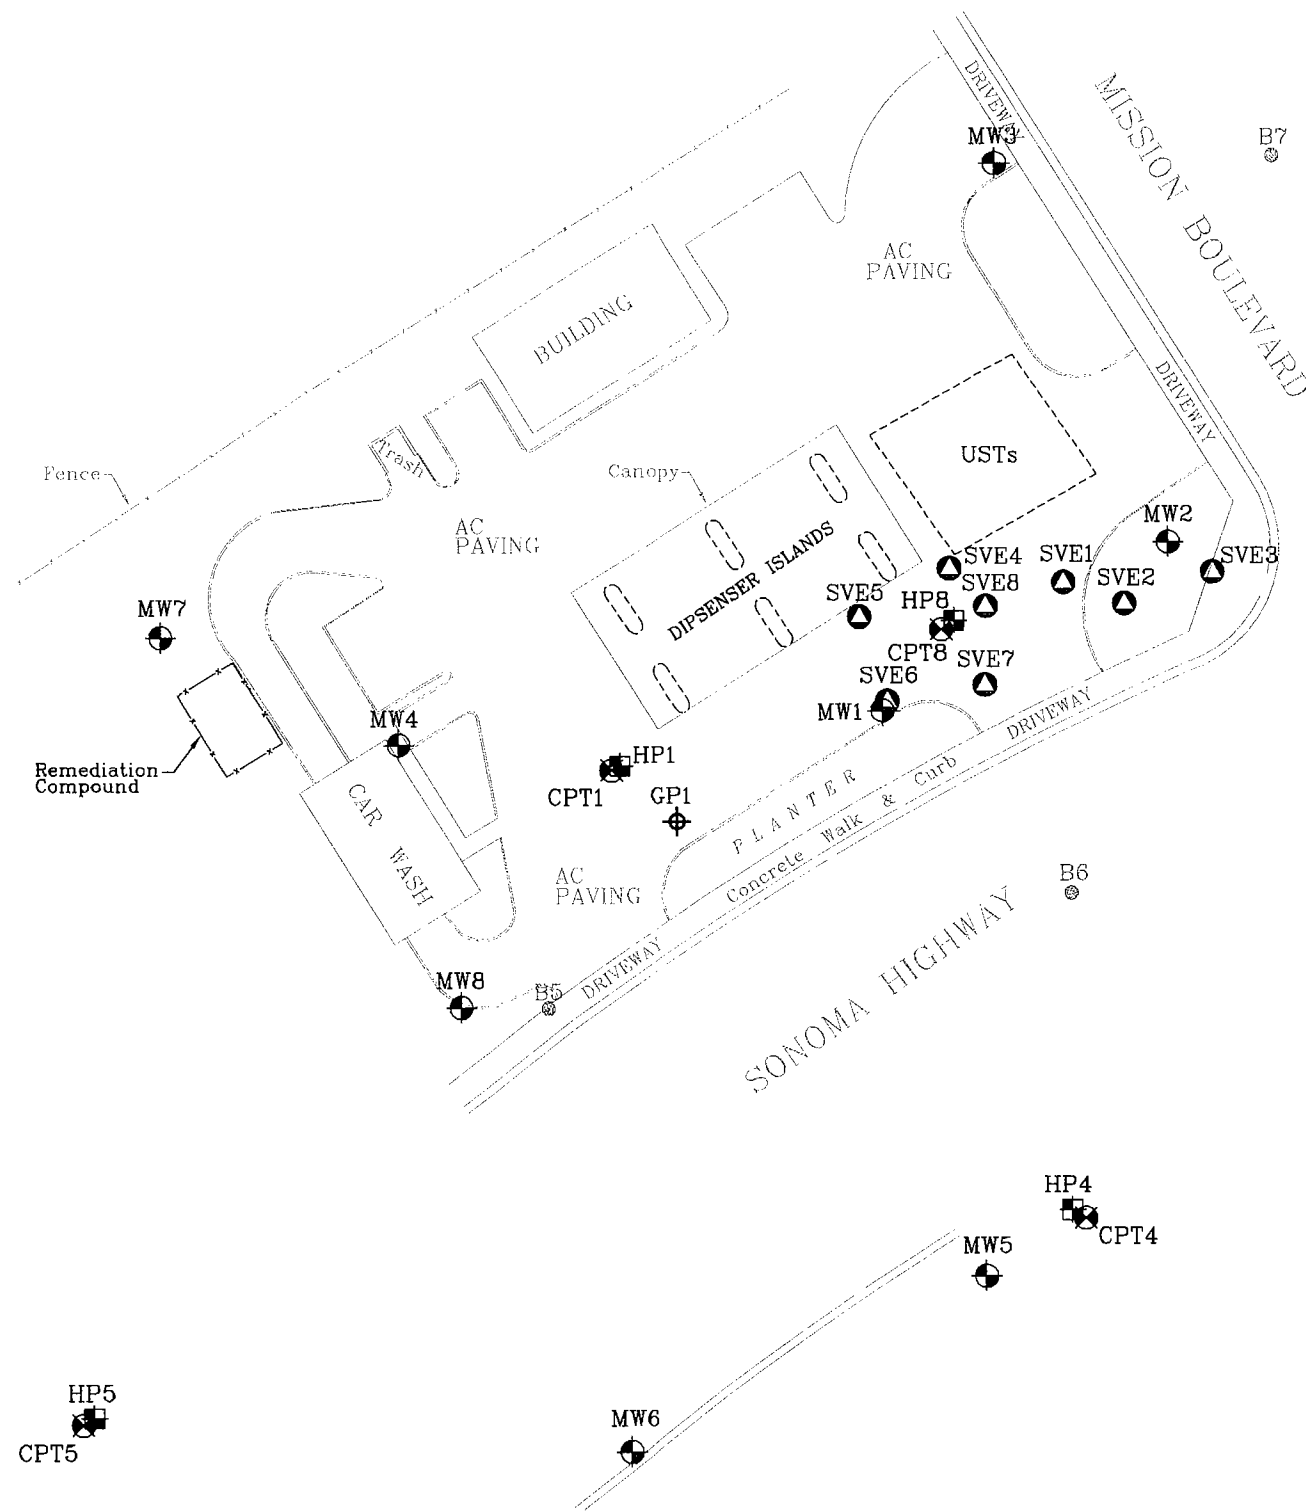 DRIVEWAY
MISSION BOULEVARD
B7
MW3
AC
PAVING
BUILDING
DRIVEWAY
Trash
Fence
Canopy
USTs
AC
PAVING
DIPSENSER ISLANDS
MW2
SVE4
SVE1
SVE3
SVE8
SVE2
SVE5
HP8
CPT8
SVE7
SVE6
MW1
MW7
MW4
DRIVEWAY
Remediation
Compound
HP1
CPT1
GP1
CAR WASH
PLANTER
Concrete Walk & Curb
AC
PAVING
B6
SONOMA HIGHWAY
DRIVEWAY
MW8
B5
HP4
CPT4
MW5
HP5
CPT5
MW6